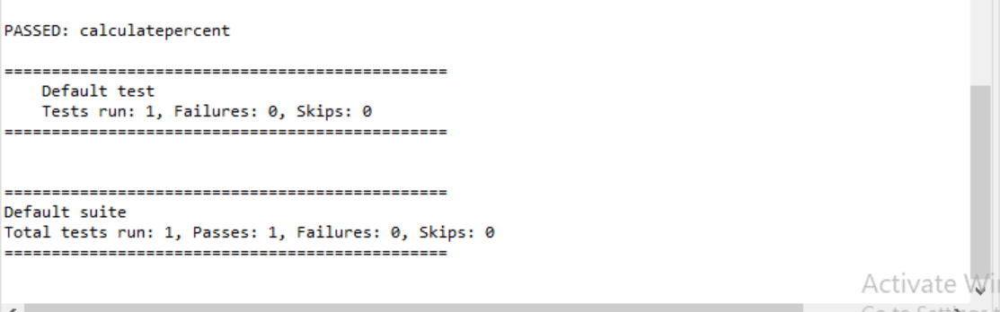 PASSED: calculatepercent
===============================================
    Default test
    Tests run: 1, Failures: 0, Skips: 0
===============================================
===============================================
Default suite
Total tests run: 1, Passes: 1, Failures: 0, Skips: 0
===============================================
Activate Wi